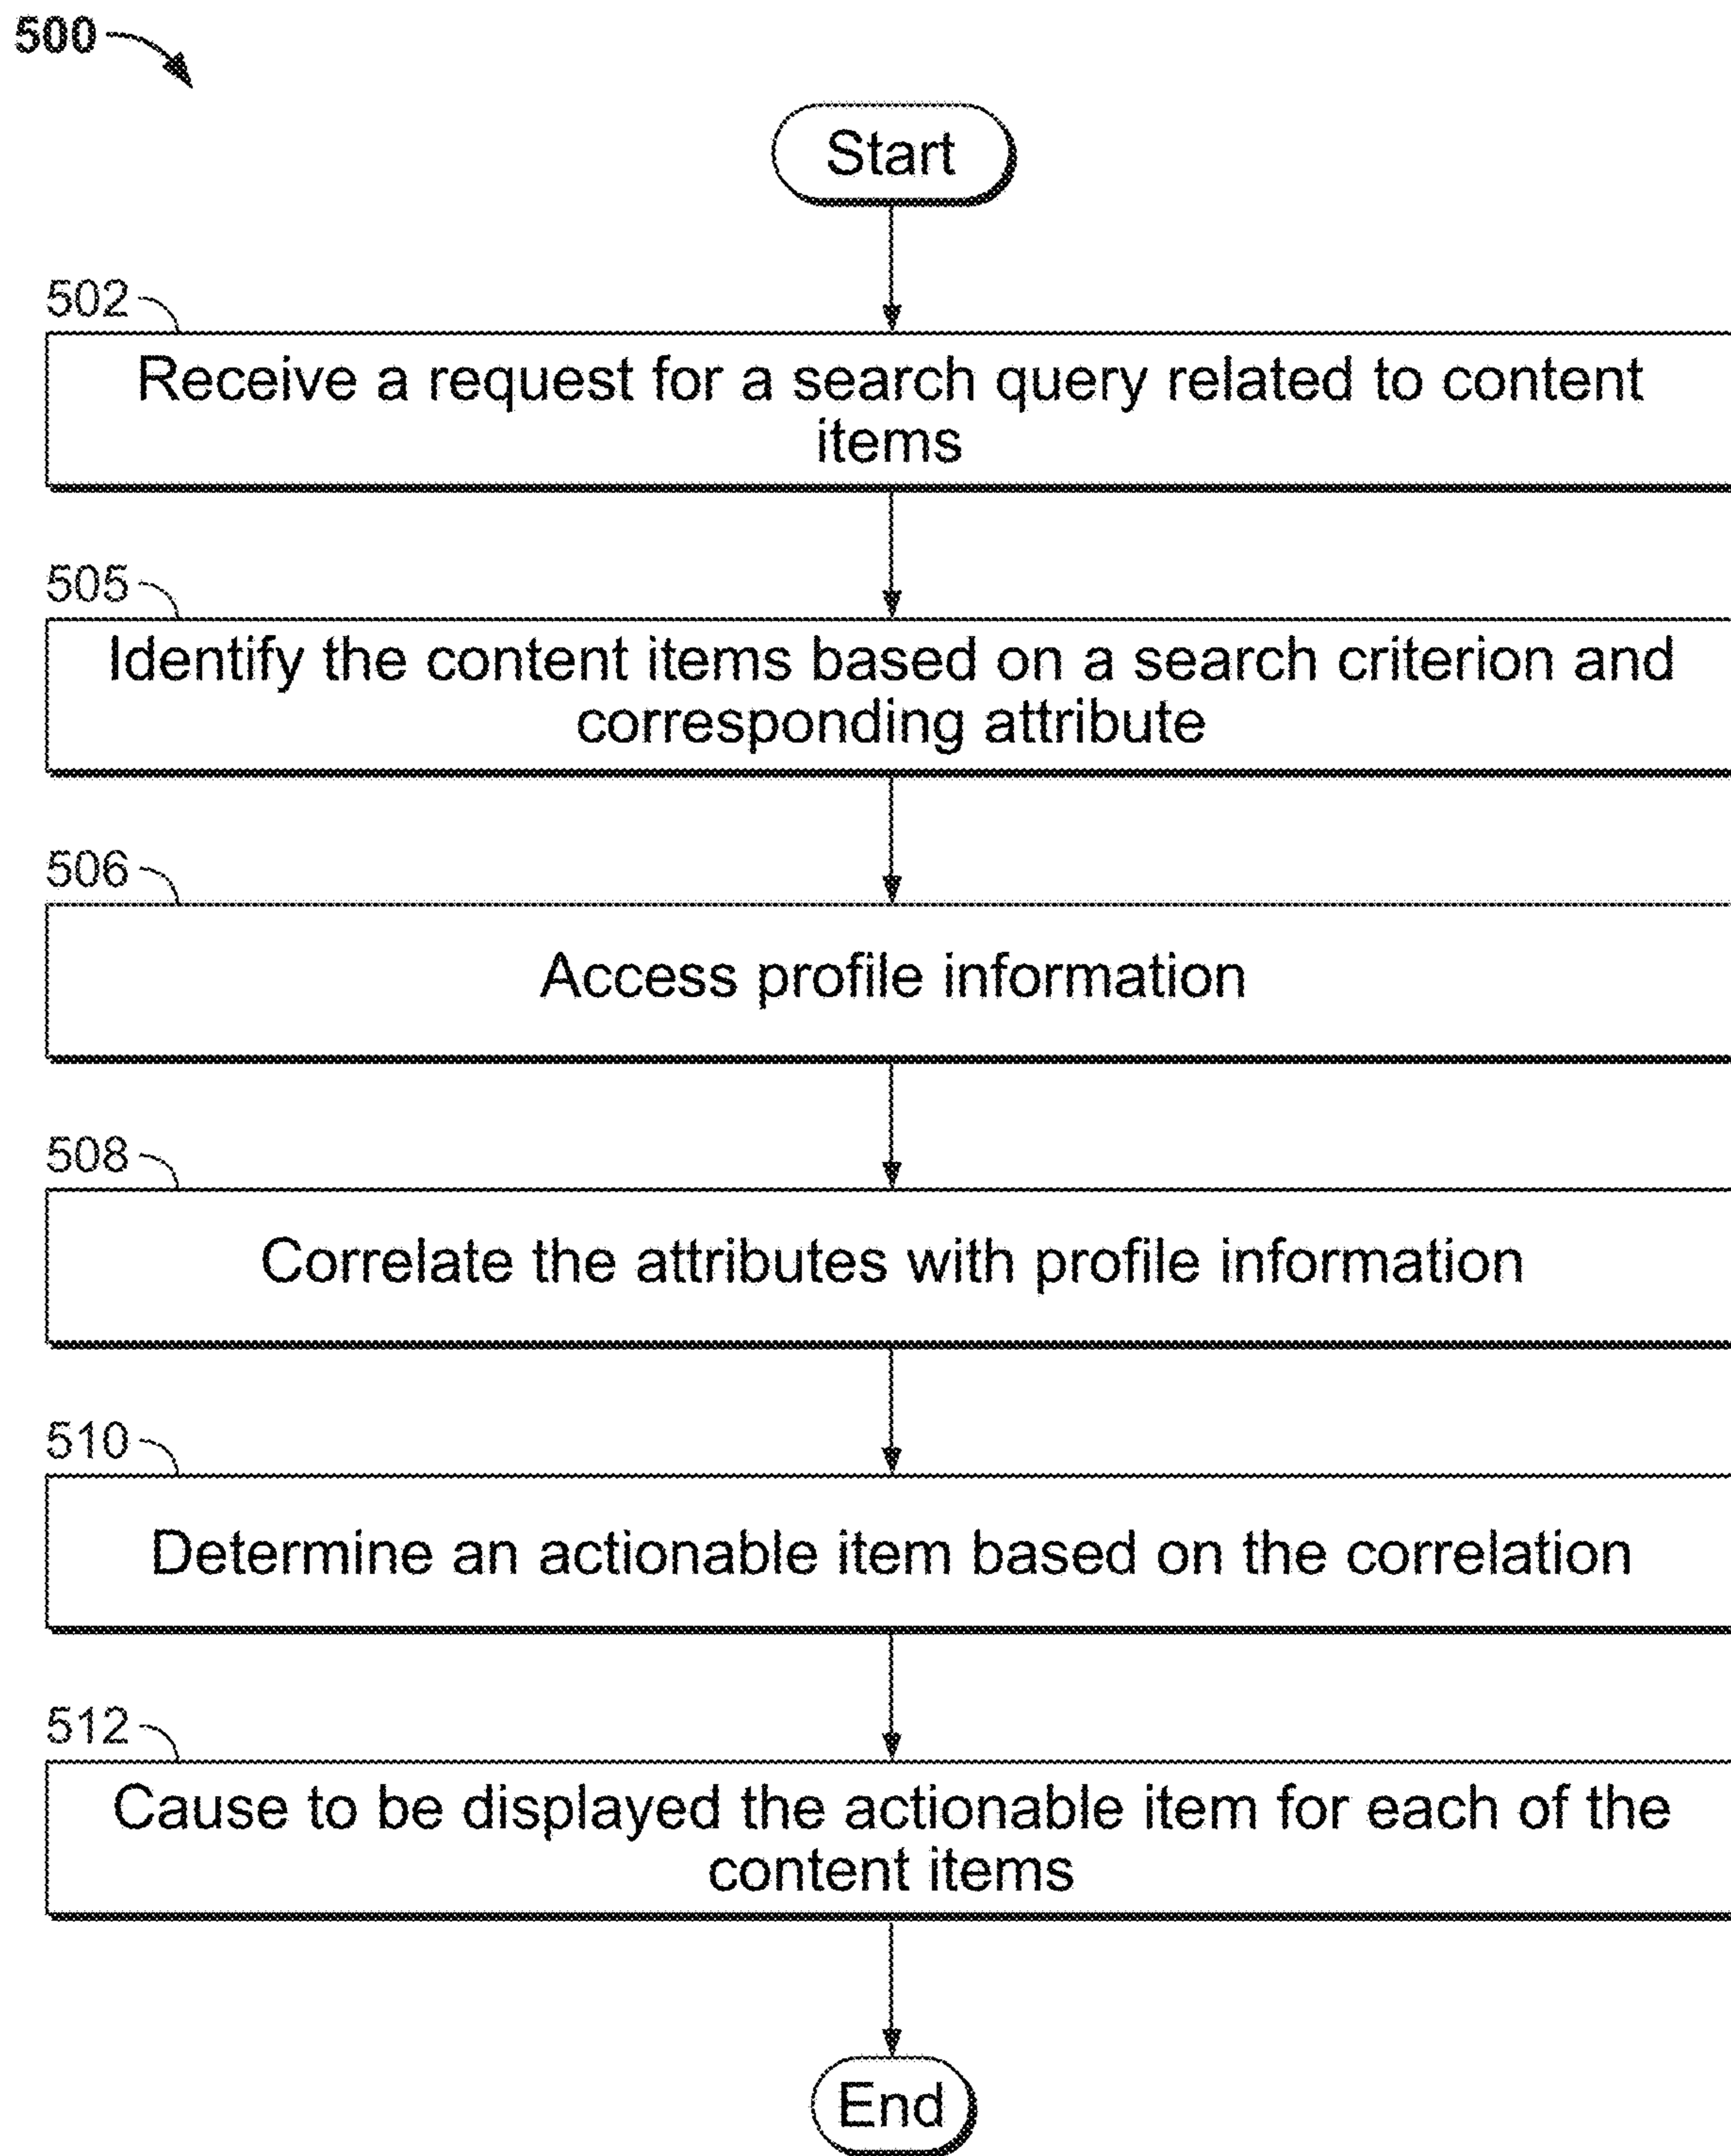 500
Start
502
Receive a request for a search query related to content
items
505
Identify the content items based on a search criterion and
corresponding attribute
506
Access profile information
508
Correlate the attributes with profile information
510
Determine an actionable item based on the correlation
512
Cause to be displayed the actionable item for each of the
content items
End